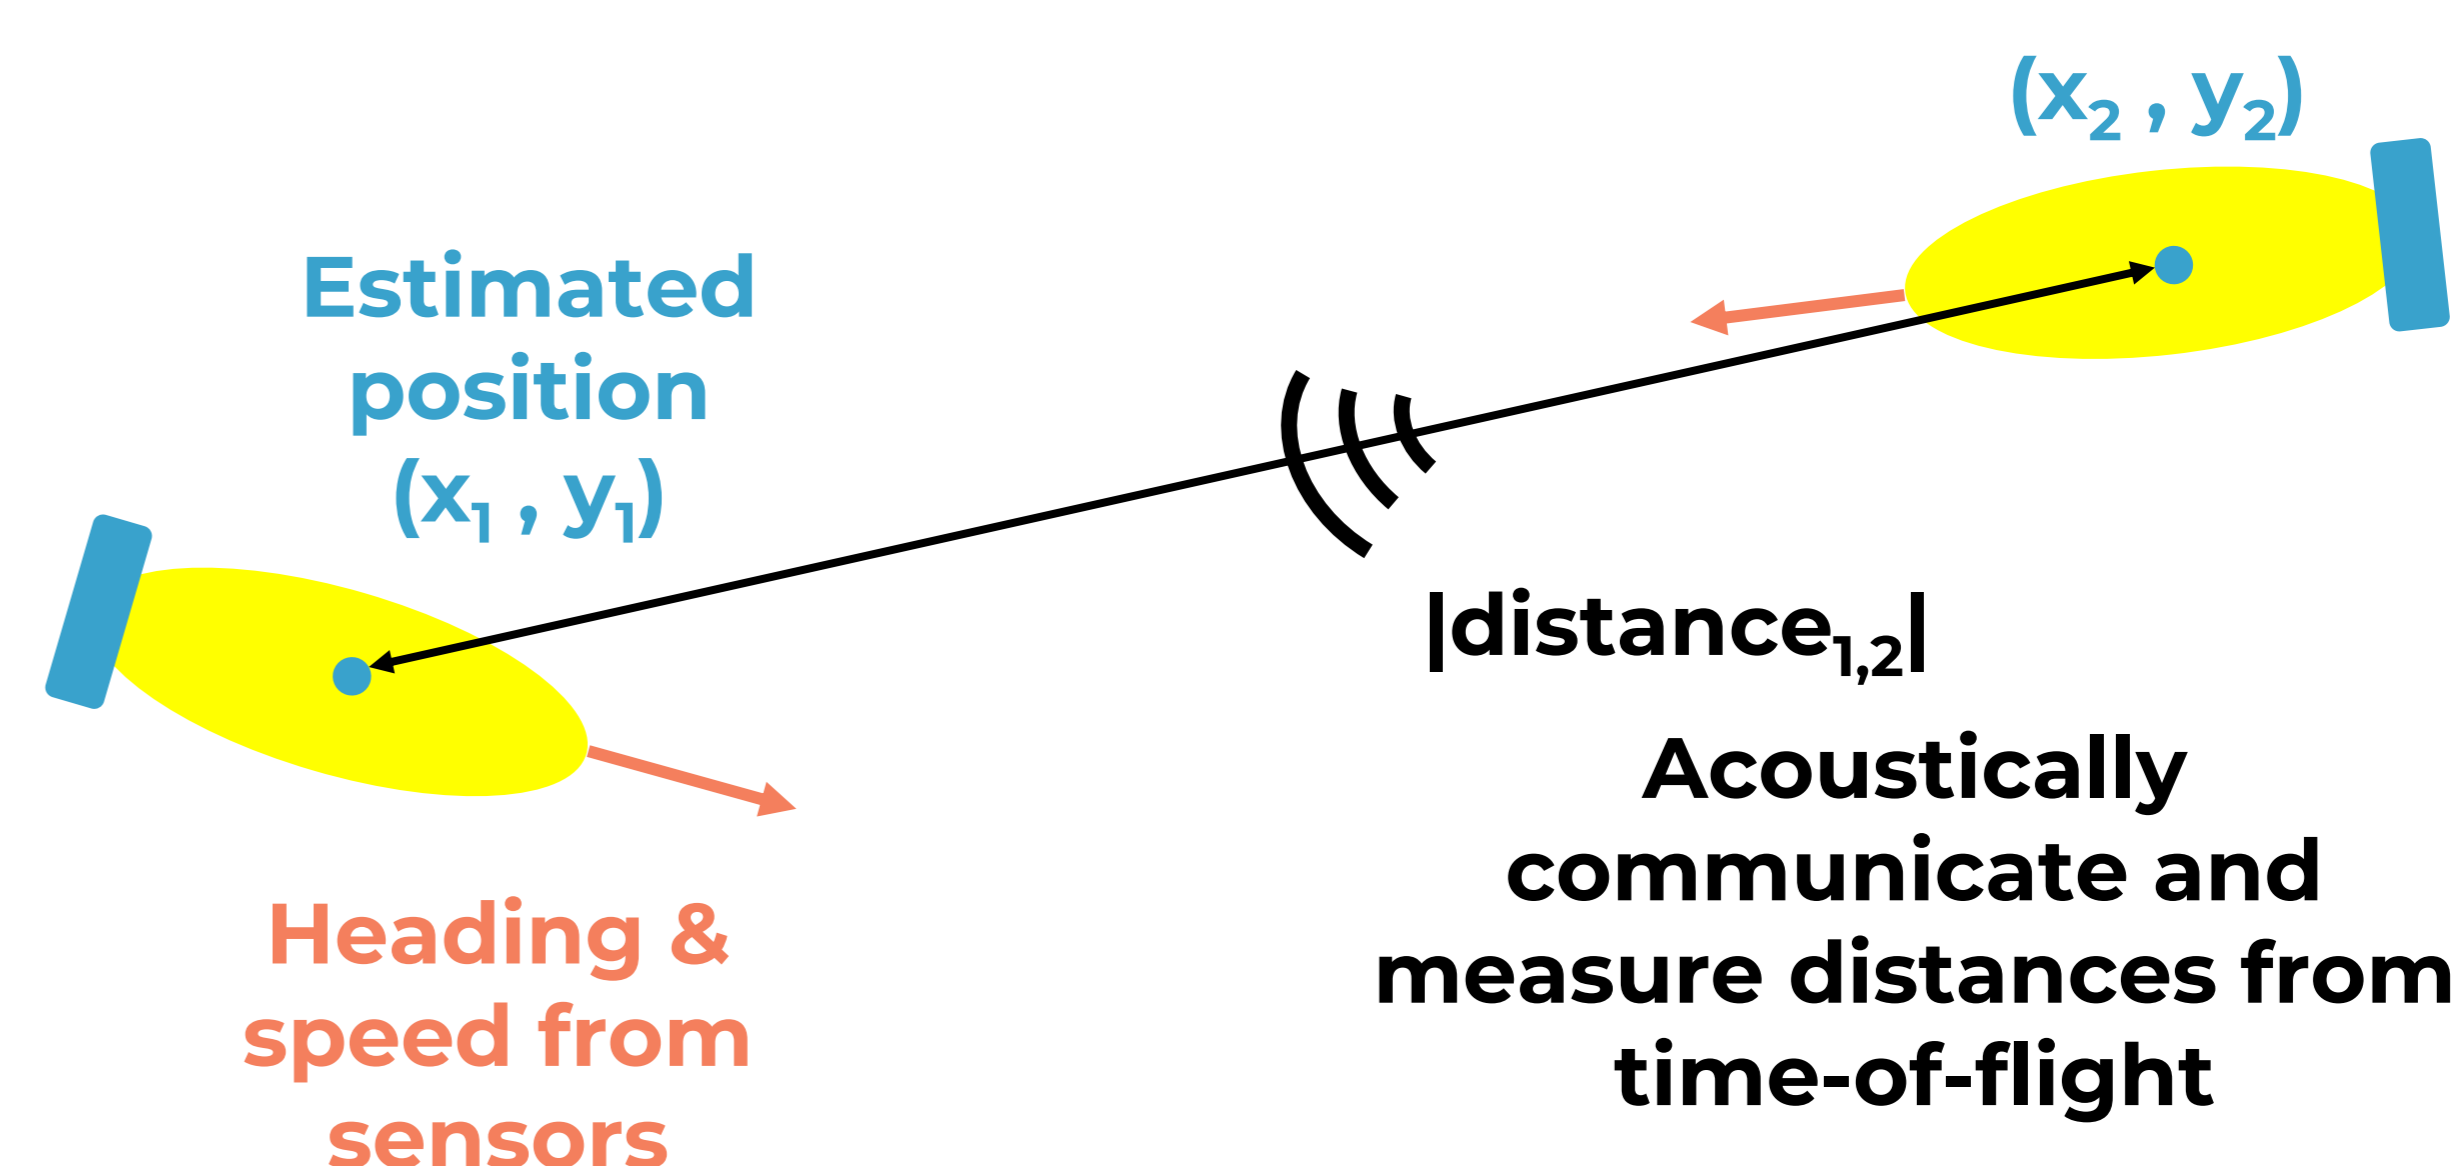 (x₂ , y₂)
Estimated
position
(x₁ , y₁)
|distance₁,₂|
Acoustically
communicate and
measure distances from
time-of-flight
Heading &
speed from
sensors